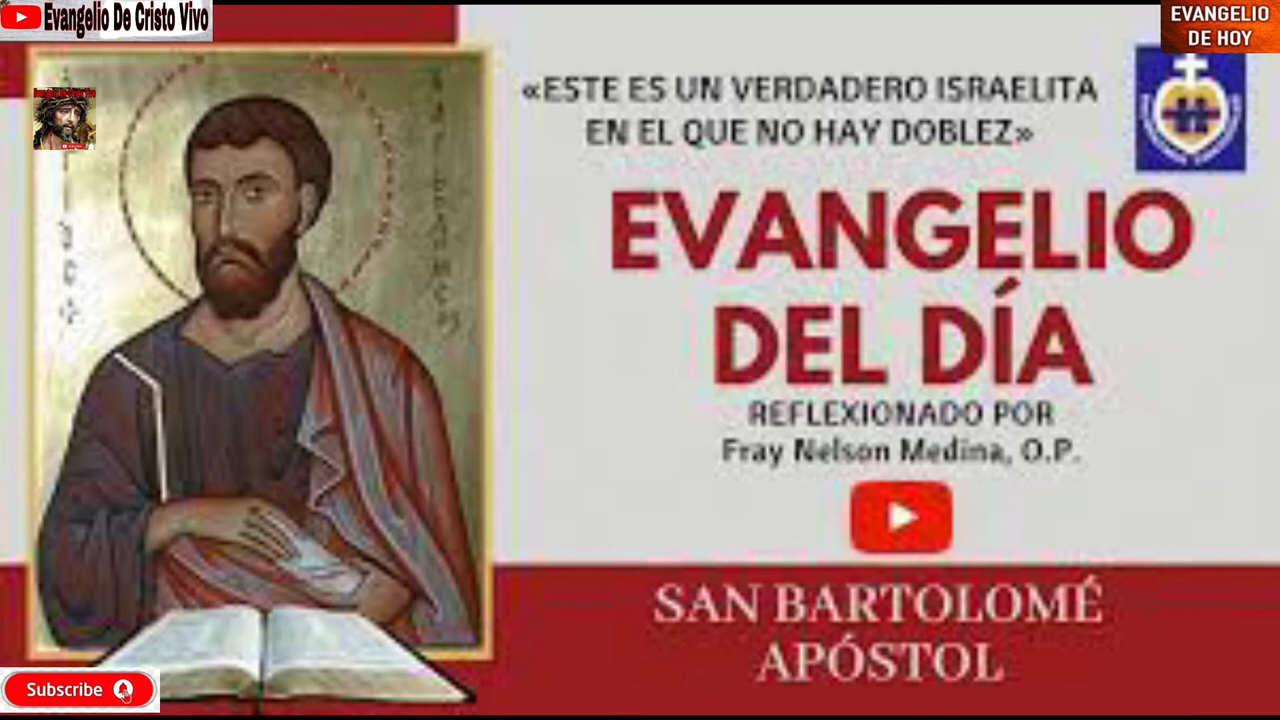 Evangelio De Cristo Vivo
EVANGELIO
DE HOY
«ESTE ES UN VERDADERO ISRAELITA
EN EL QUE NO HAY DOBLEZ»
EVANGELIO
DEL DÍA
REFLEXIONADO POR
Fray Nelson Medina, O.P.
SAN BARTOLOMÉ
APÓSTOL
Subscribe